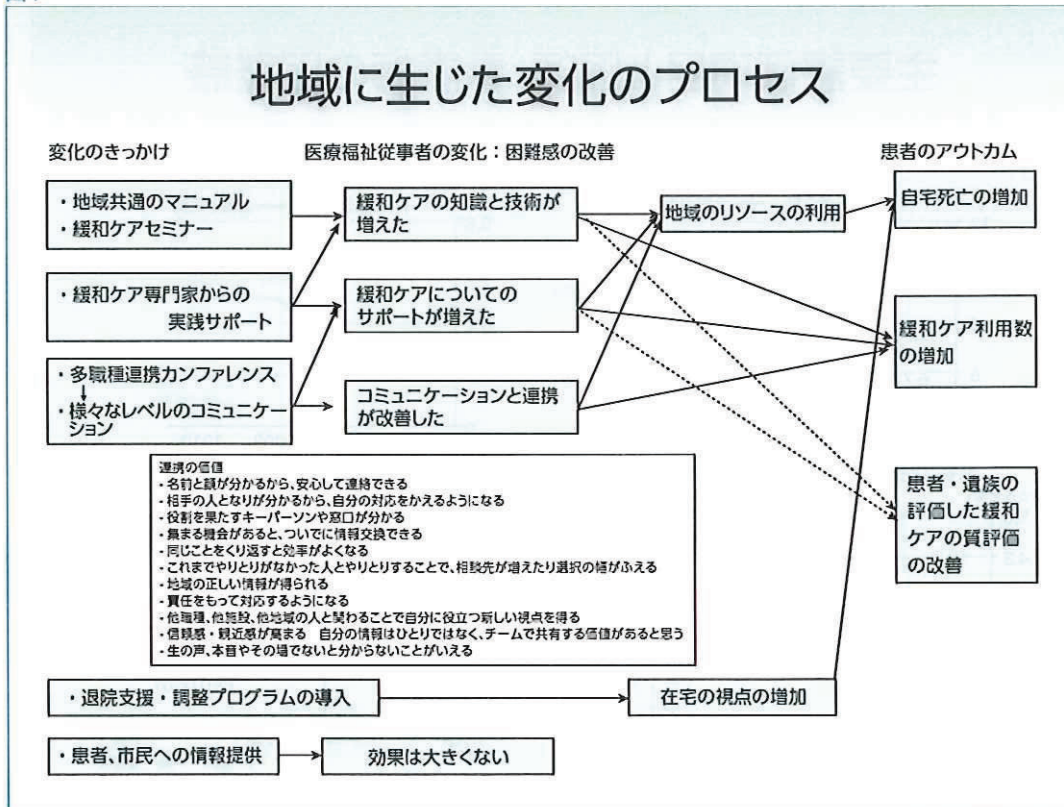 地域に生じた変化のプロセス
変化のきっかけ
医療福祉従事者の変化：困難感の改善
患者のアウトカム
・地域共通のマニュアル
・緩和ケアセミナー
緩和ケアの知識と技術が
増えた
地域のリソースの利用
自宅死亡の増加
・緩和ケア専門家からの
実践サポート
緩和ケアについての
サポートが増えた
緩和ケア利用数
の増加
・多職種連携カンファレンス
・様々なレベルのコミュニケー
ション
コミュニケーションと連携
が改善した
連携の価値
・名前と顔が分かるから、安心して連絡できる
・相手の人となりが分かるから、自分の対応をかえるようになる
・役割を果たすキーパーソンや窓口が分かる
・集まる機会があると、ついでに情報交換できる
・同じことをくり返すと効率がよくなる
・これまでやりとりがなかった人とやりとりすることで、相談先が増えたり選択の幅がふえる
・地域の正しい情報が得られる
・責任をもって対応するようになる
・他職種、他施設、他地域の人と関わることで自分に役立つ新しい視点を得る
・信頼感・親近感が高まる　自分の情報はひとりではなく、チームで共有する価値があると思う
・生の声、本音やその場でないと分からないことがいえる
患者・遺族の
評価した緩和
ケアの質評価
の改善
・退院支援・調整プログラムの導入
在宅の視点の増加
・患者、市民への情報提供
効果は大きくない